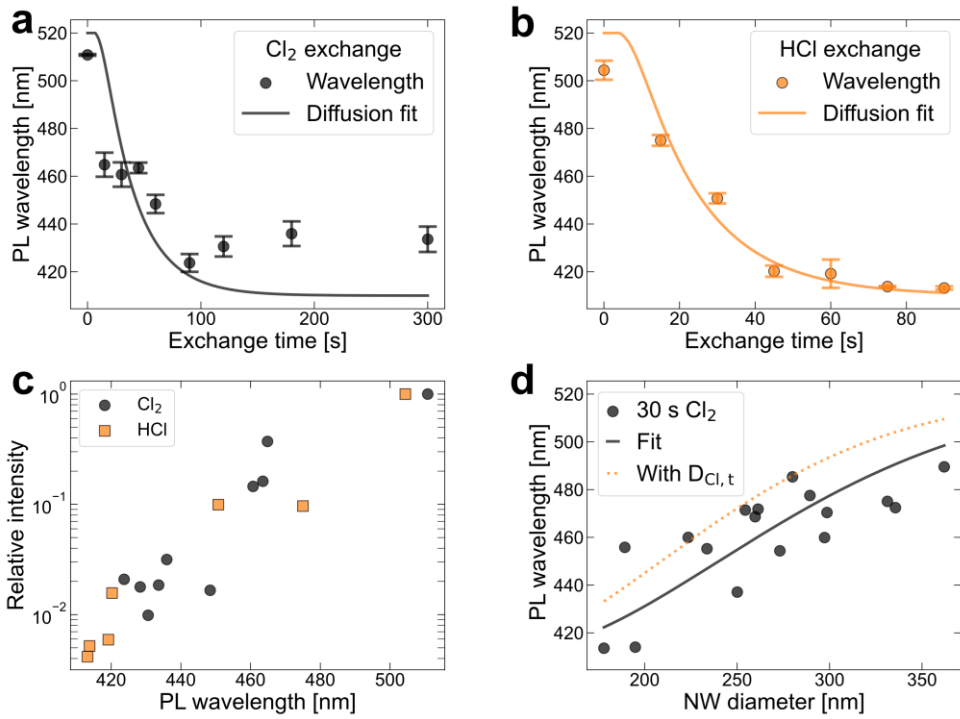 a
Cl₂ exchange
Wavelength
Diffusion fit
PL wavelength [nm]
520
500
480
460
440
420
0
100
200
300
Exchange time [s]
b
HCl exchange
Wavelength
Diffusion fit
PL wavelength [nm]
520
500
480
460
440
420
0
20
40
60
80
Exchange time [s]
c
Cl₂
HCl
Relative intensity
10⁰
10⁻¹
10⁻²
420
440
460
480
500
PL wavelength [nm]
d
30 s Cl₂
Fit
With D_Cl, t
PL wavelength [nm]
520
500
480
460
440
420
200
250
300
350
NW diameter [nm]